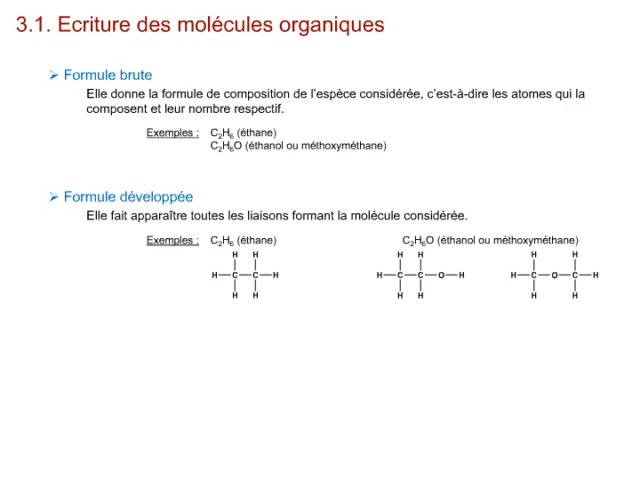 3.1. Ecriture des molécules organiques
➢ Formule brute
Elle donne la formule de composition de l'espèce considérée, c'est-à-dire les atomes qui la
composent et leur nombre respectif.
Exemples : C2H6 (éthane)
C2H6O (éthanol ou méthoxyméthane)
➢ Formule développée
Elle fait apparaître toutes les liaisons formant la molécule considérée.
Exemples : C2H6 (éthane) C2H6O (éthanol ou méthoxyméthane)
H H H H H H
H C C H H C C O H H C O C H
H H H H H H